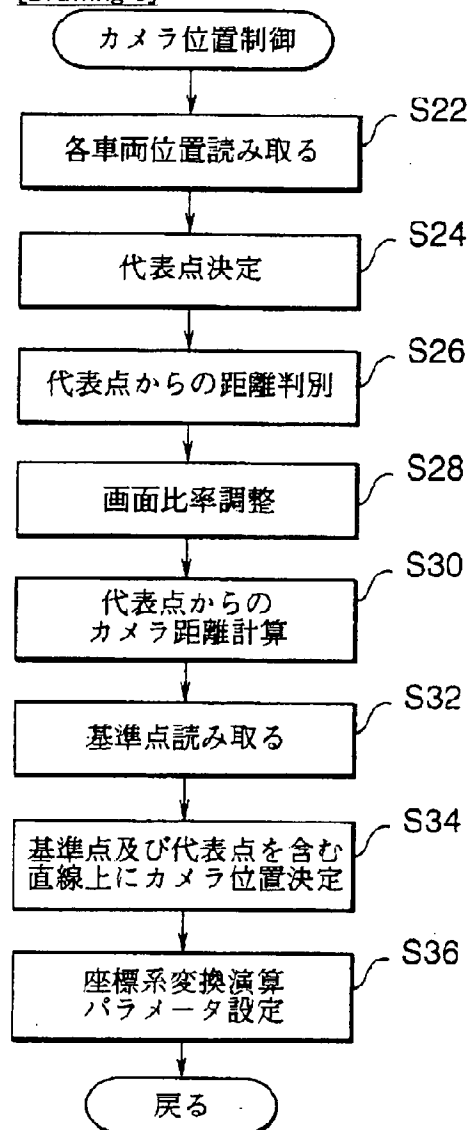 カメラ位置制御
S22
各車両位置読み取る
S24
代表点決定
S26
代表点からの距離判別
S28
画面比率調整
S30
代表点からの
カメラ距離計算
S32
基準点読み取る
S34
基準点及び代表点を含む
直線上にカメラ位置決定
S36
座標系変換演算
パラメータ設定
戻る